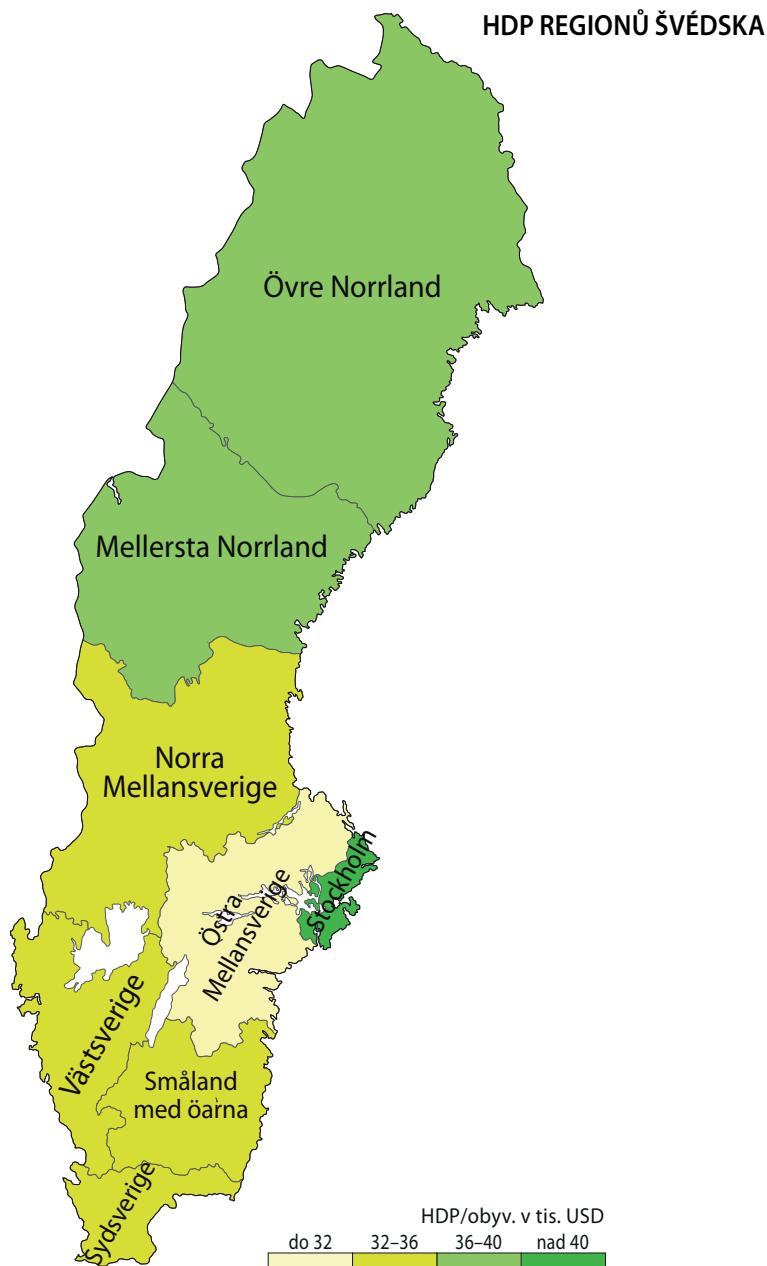 HDP REGIONŮ ŠVÉDSKA
Övre Norrland
Mellersta Norrland
Norra
Mellansverige
Stockholm
Östra
Mellansverige
Västsverige
Småland
med öarna
Sydsverige
HDP/obyv. v tis. USD
do 32 32–36 36–40 nad 40